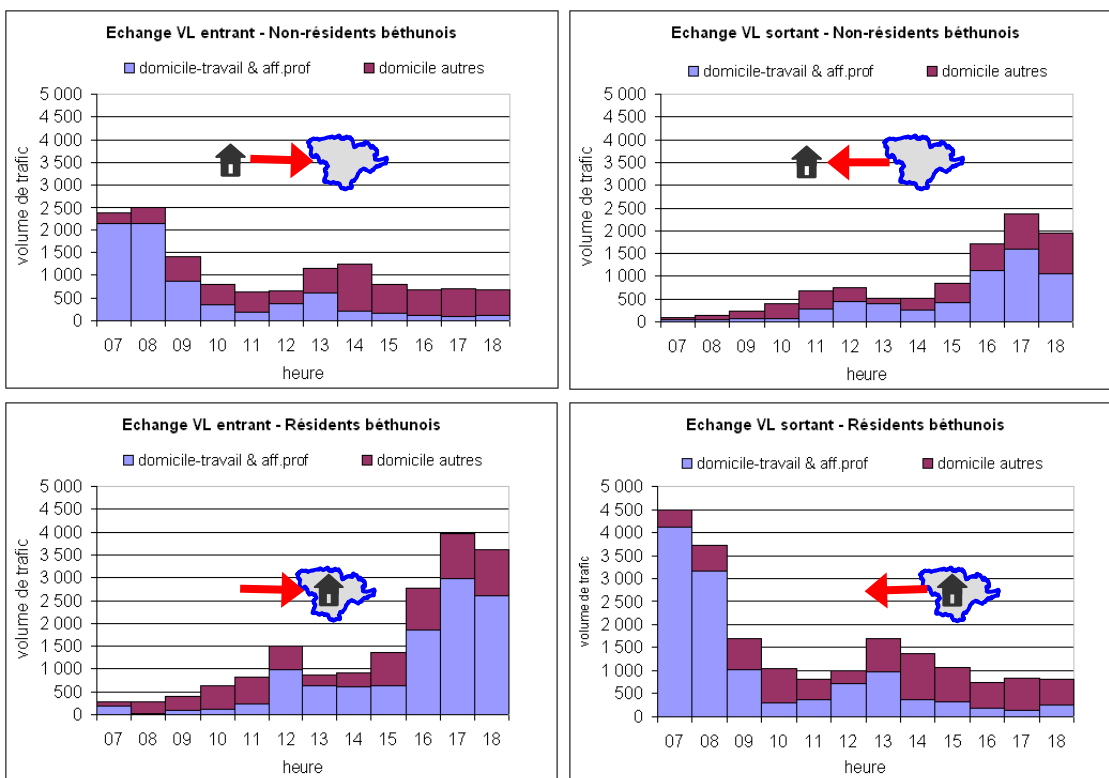 Echange VL entrant - Non-résidents béthunois
domicile-travail & aff.prof domicile autres
5 000
4 500
4 000
3 500
3 000
2 500
2 000
1 500
1 000
500
0
volume de trafic
07 08 09 10 11 12 13 14 15 16 17 18
heure
Echange VL sortant - Non-résidents béthunois
domicile-travail & aff.prof domicile autres
5 000
4 500
4 000
3 500
3 000
2 500
2 000
1 500
1 000
500
0
volume de trafic
07 08 09 10 11 12 13 14 15 16 17 18
heure
Echange VL entrant - Résidents béthunois
domicile-travail & aff.prof domicile autres
5 000
4 500
4 000
3 500
3 000
2 500
2 000
1 500
1 000
500
0
volume de trafic
07 08 09 10 11 12 13 14 15 16 17 18
heure
Echange VL sortant - Résidents béthunois
domicile-travail & aff.prof domicile autres
5 000
4 500
4 000
3 500
3 000
2 500
2 000
1 500
1 000
500
0
volume de trafic
07 08 09 10 11 12 13 14 15 16 17 18
heure